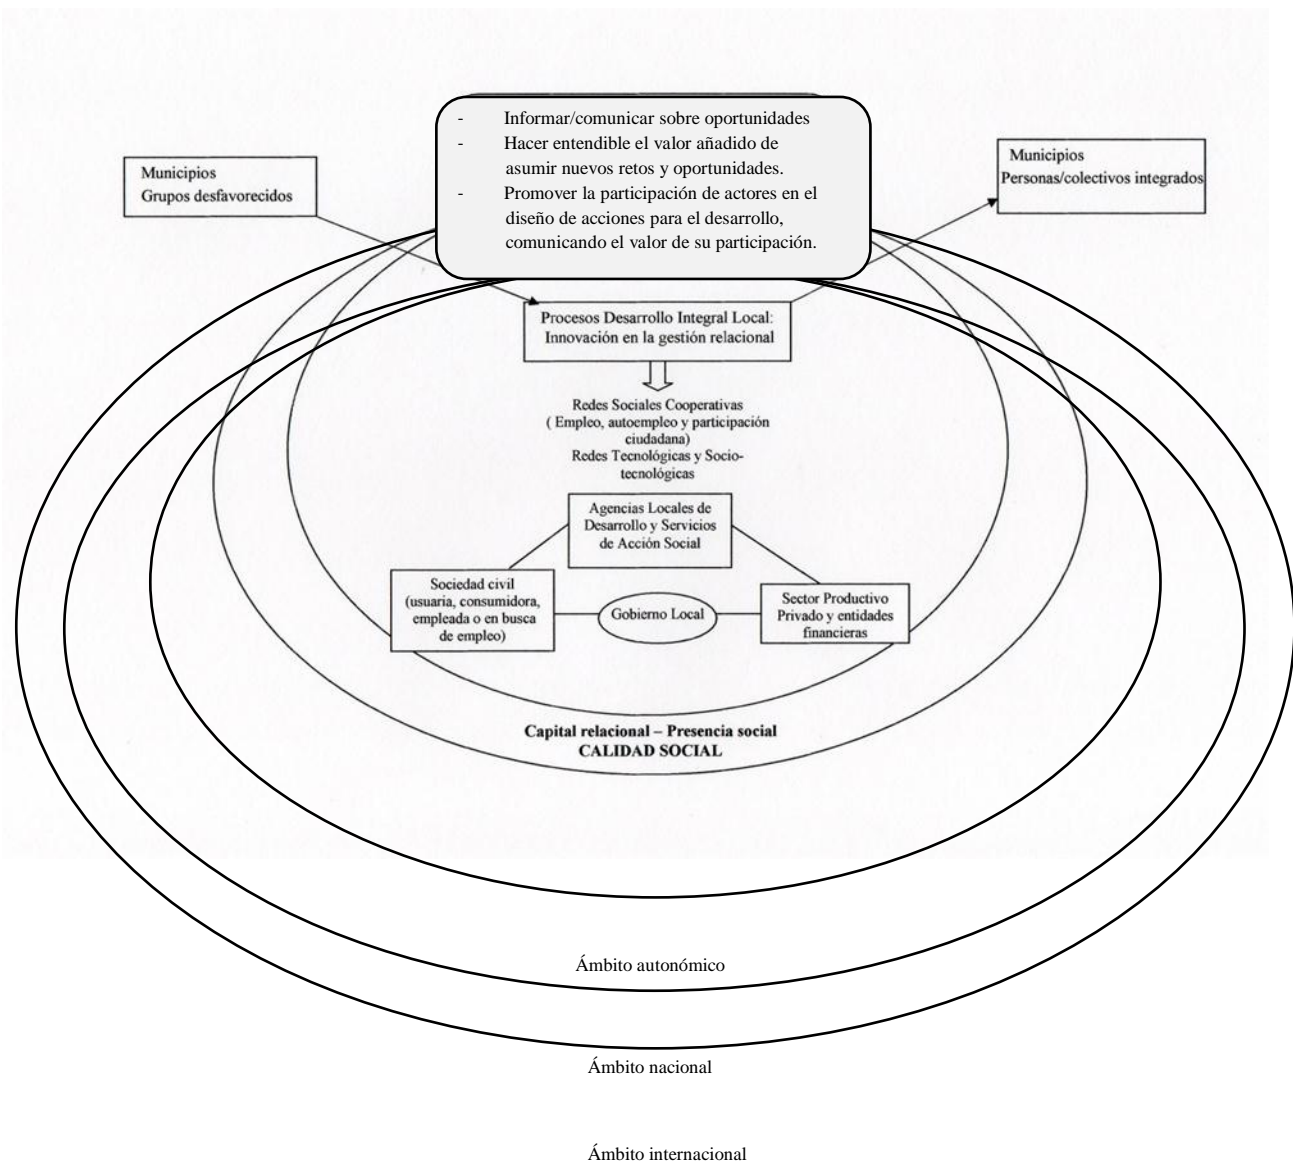 - Informar/comunicar sobre oportunidades
- Hacer entendible el valor añadido de
asumir nuevos retos y oportunidades.
- Promover la participación de actores en el
diseño de acciones para el desarrollo,
comunicando el valor de su participación.
Municipios
Grupos desfavorecidos
Municipios
Personas/colectivos integrados
Procesos Desarrollo Integral Local:
Innovación en la gestión relacional
Redes Sociales Cooperativas
( Empleo, autoempleo y participación
ciudadana)
Redes Tecnológicas y Socio-
tecnológicas
Agencias Locales de
Desarrollo y Servicios
de Acción Social
Sociedad civil
(usuaria, consumidora,
empleada o en busca
de empleo)
Gobierno Local
Sector Productivo
Privado y entidades
financieras
Capital relacional – Presencia social
CALIDAD SOCIAL
Ámbito autonómico
Ámbito nacional
Ámbito internacional